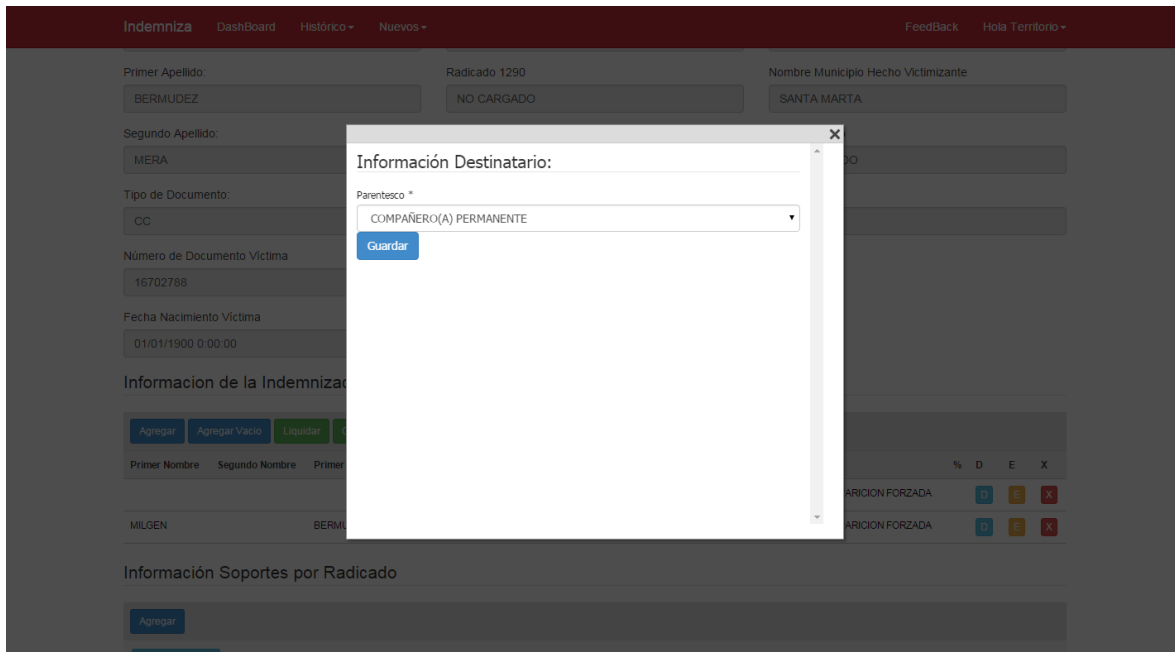 Indemniza DashBoard Histórico Nuevos FeedBack Hola Territorio
Primer Apellido: Radicado 1290 Nombre Municipio Hecho Victimizante
BERMUDEZ NO CARGADO SANTA MARTA
Segundo Apellido:
MERA DO
Información Destinatario:
Tipo de Documento:
Parentesco *
CC COMPAÑERO(A) PERMANENTE
Guardar
Número de Documento Víctima
16702788
Fecha Nacimiento Víctima
01/01/1900 0:00:00
Informacion de la Indemnizac
Agregar Agregar Vacio Liquidar
Primer Nombre Segundo Nombre Primer % D E X
ARICION FORZADA D E X
MILGEN BERMU ARICION FORZADA D E X
Información Soportes por Radicado
Agregar